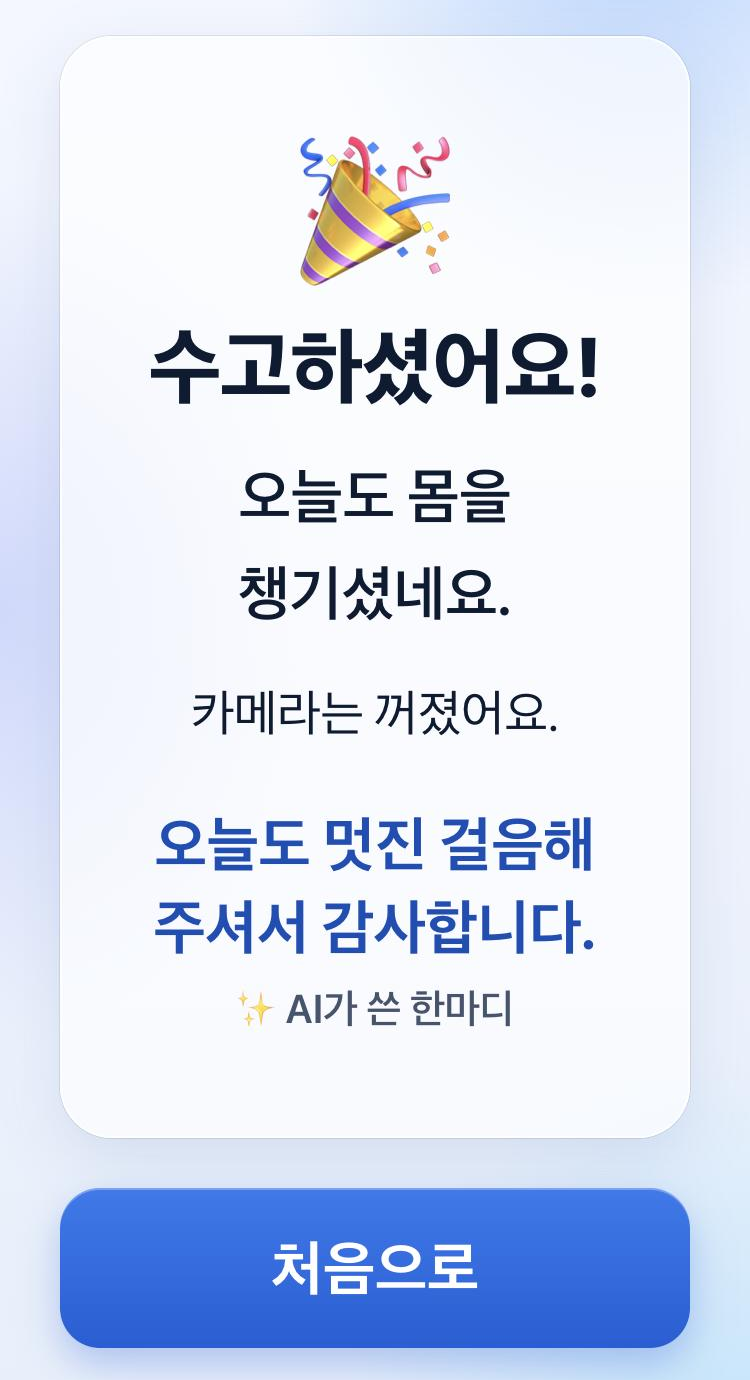 수고하셨어요!
오늘도 몸을
챙기셨네요.
카메라는 꺼졌어요.
오늘도 멋진 걸음해
주셔서 감사합니다.
✨ AI가 쓴 한마디
처음으로